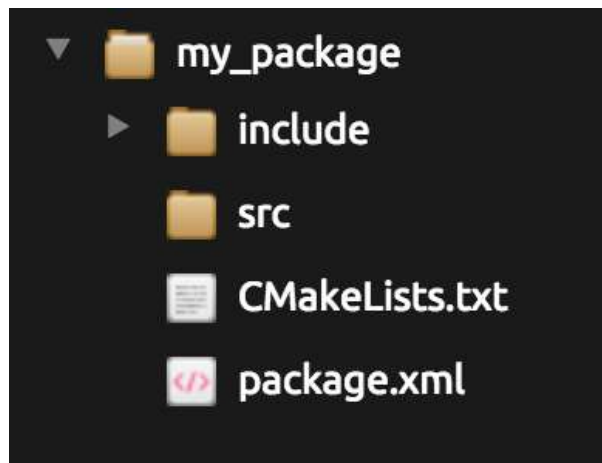 my_package
include
src
CMakeLists.txt
package.xml